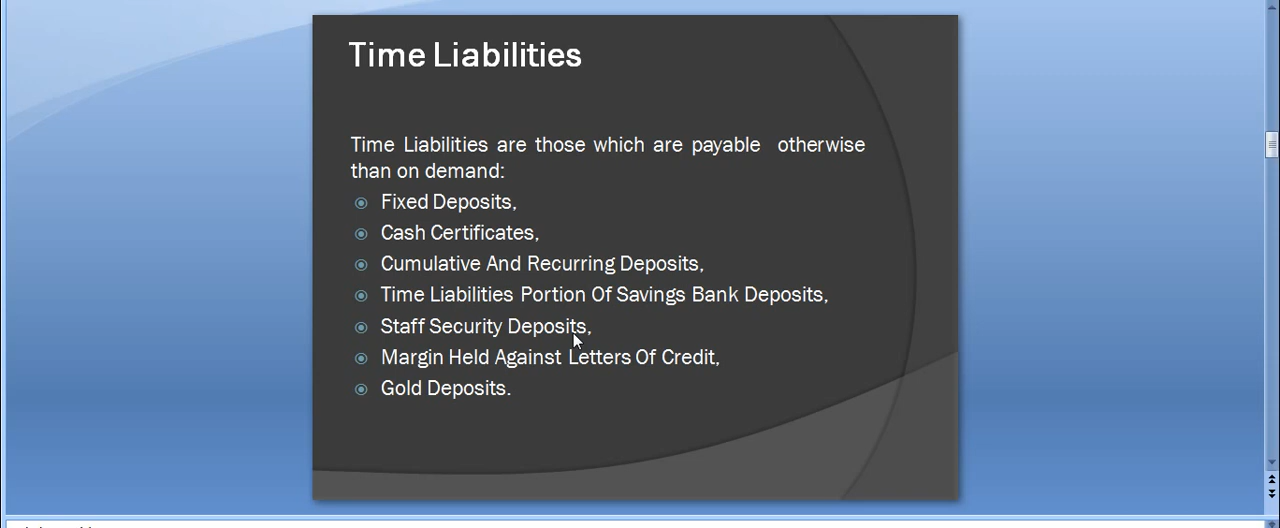 Time Liabilities
Time Liabilities are those which are payable otherwise
than on demand:
Fixed Deposits,
Cash Certificates,
Cumulative And Recurring Deposits,
Time Liabilities Portion Of Savings Bank Deposits,
Staff Security Deposits,
Margin Held Against Letters Of Credit,
Gold Deposits.